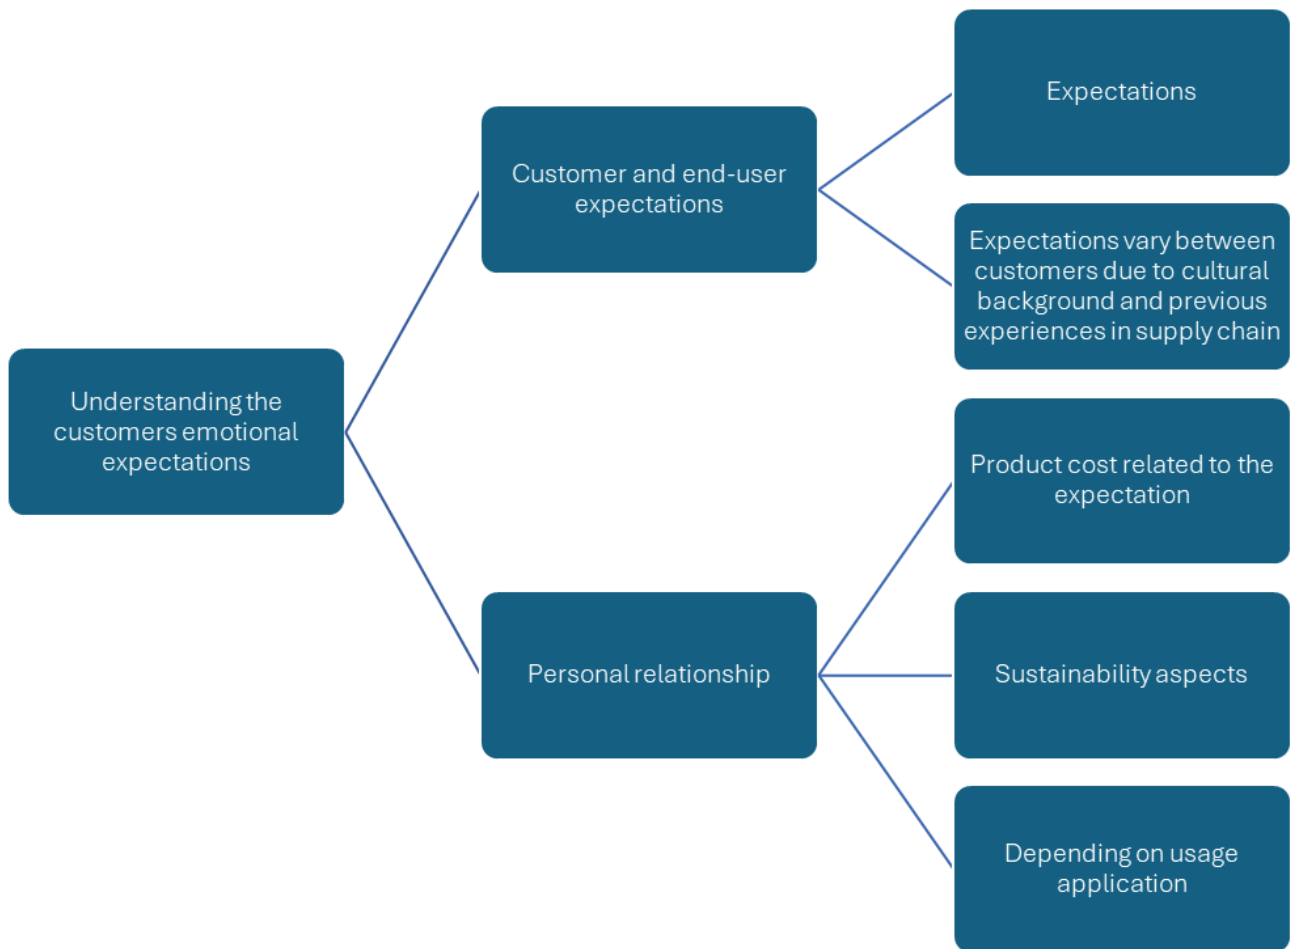 Understanding the
customers emotional
expectations
Customer and end-user
expectations
Expectations
Expectations vary between
customers due to cultural
background and previous
experiences in supply chain
Personal relationship
Product cost related to the
expectation
Sustainability aspects
Depending on usage
application